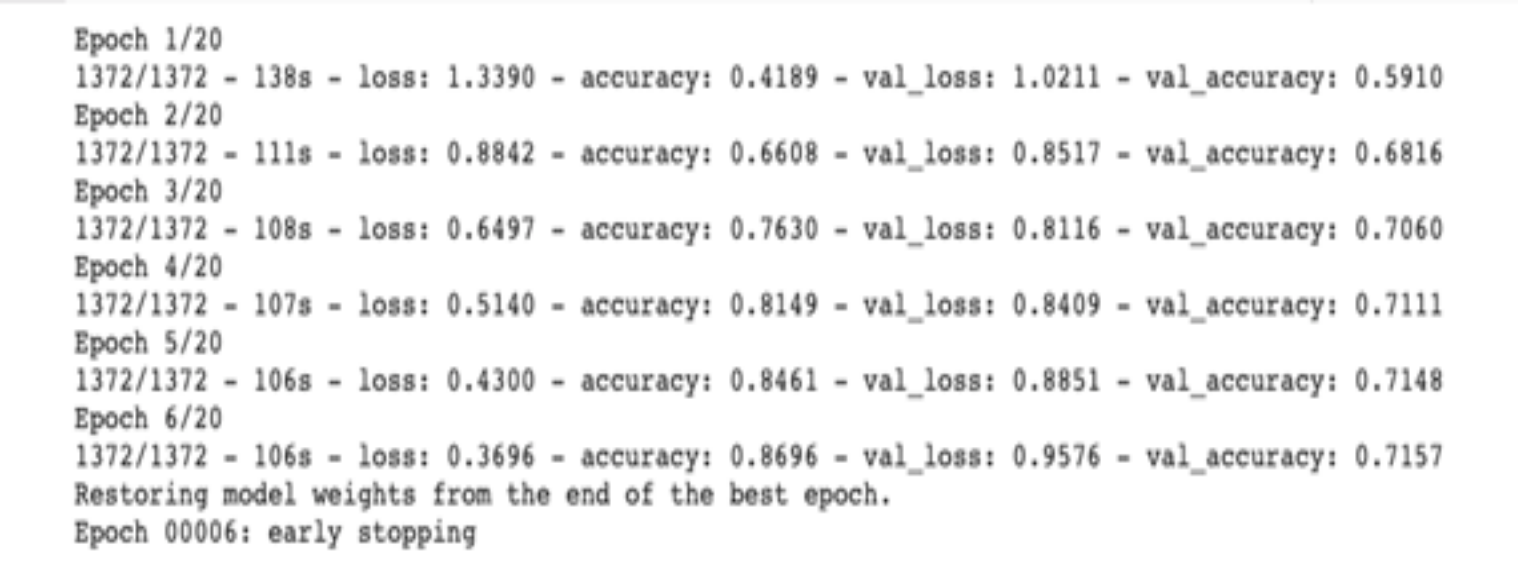 Epoch 1/20
1372/1372 - 138s - loss: 1.3390 - accuracy: 0.4189 - val_loss: 1.0211 - val_accuracy: 0.5910
Epoch 2/20
1372/1372 - 111s - loss: 0.8842 - accuracy: 0.6608 - val_loss: 0.8517 - val_accuracy: 0.6816
Epoch 3/20
1372/1372 - 108s - loss: 0.6497 - accuracy: 0.7630 - val_loss: 0.8116 - val_accuracy: 0.7060
Epoch 4/20
1372/1372 - 107s - loss: 0.5140 - accuracy: 0.8149 - val_loss: 0.8409 - val_accuracy: 0.7111
Epoch 5/20
1372/1372 - 106s - loss: 0.4300 - accuracy: 0.8461 - val_loss: 0.8851 - val_accuracy: 0.7148
Epoch 6/20
1372/1372 - 106s - loss: 0.3696 - accuracy: 0.8696 - val_loss: 0.9576 - val_accuracy: 0.7157
Restoring model weights from the end of the best epoch.
Epoch 00006: early stopping